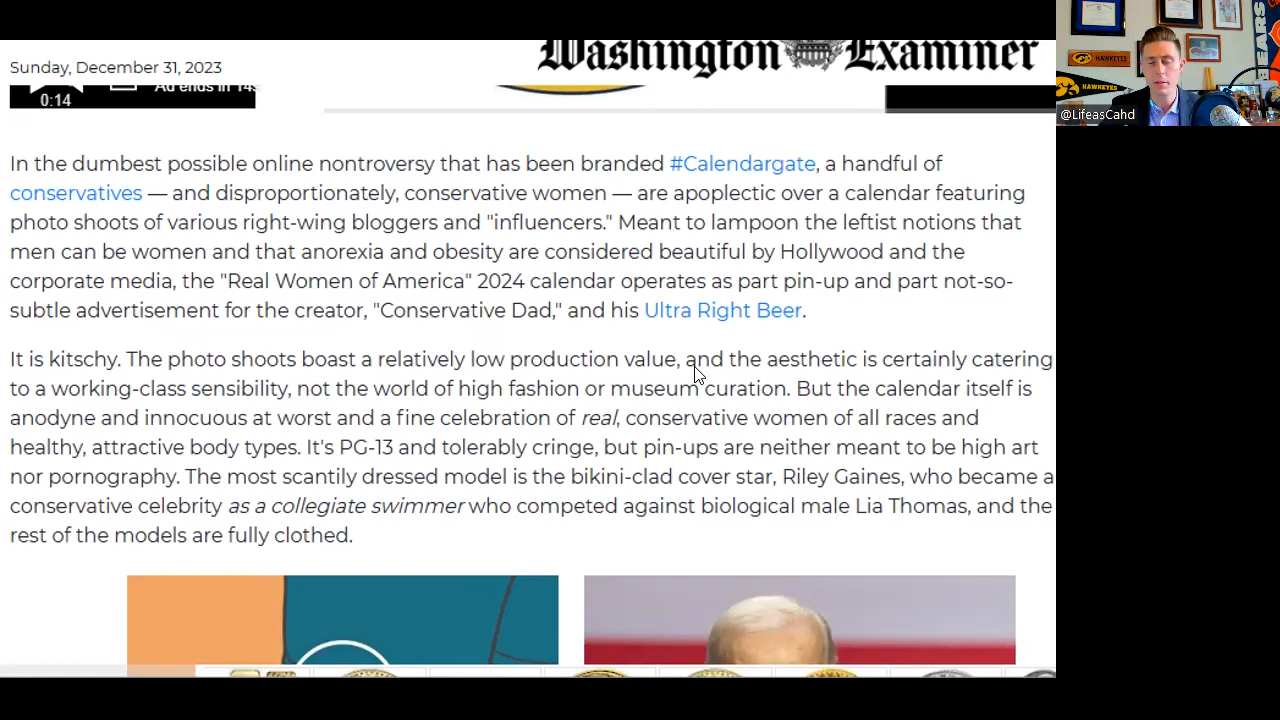 Washington Examiner
Sunday, December 31, 2023
0:14
Ad ends in 14s
In the dumbest possible online nontroversy that has been branded #Calendargate, a handful of
conservatives — and disproportionately, conservative women — are apoplectic over a calendar featuring
photo shoots of various right-wing bloggers and "influencers." Meant to lampoon the leftist notions that
men can be women and that anorexia and obesity are considered beautiful by Hollywood and the
corporate media, the "Real Women of America" 2024 calendar operates as part pin-up and part not-so-
subtle advertisement for the creator, "Conservative Dad," and his Ultra Right Beer.
It is kitschy. The photo shoots boast a relatively low production value, and the aesthetic is certainly catering
to a working-class sensibility, not the world of high fashion or museum curation. But the calendar itself is
anodyne and innocuous at worst and a fine celebration of real, conservative women of all races and
healthy, attractive body types. It's PG-13 and tolerably cringe, but pin-ups are neither meant to be high art
nor pornography. The most scantily dressed model is the bikini-clad cover star, Riley Gaines, who became a
conservative celebrity as a collegiate swimmer who competed against biological male Lia Thomas, and the
rest of the models are fully clothed.
HAWKEYES
HAWKEYES
BEARS
@LifeasCahd